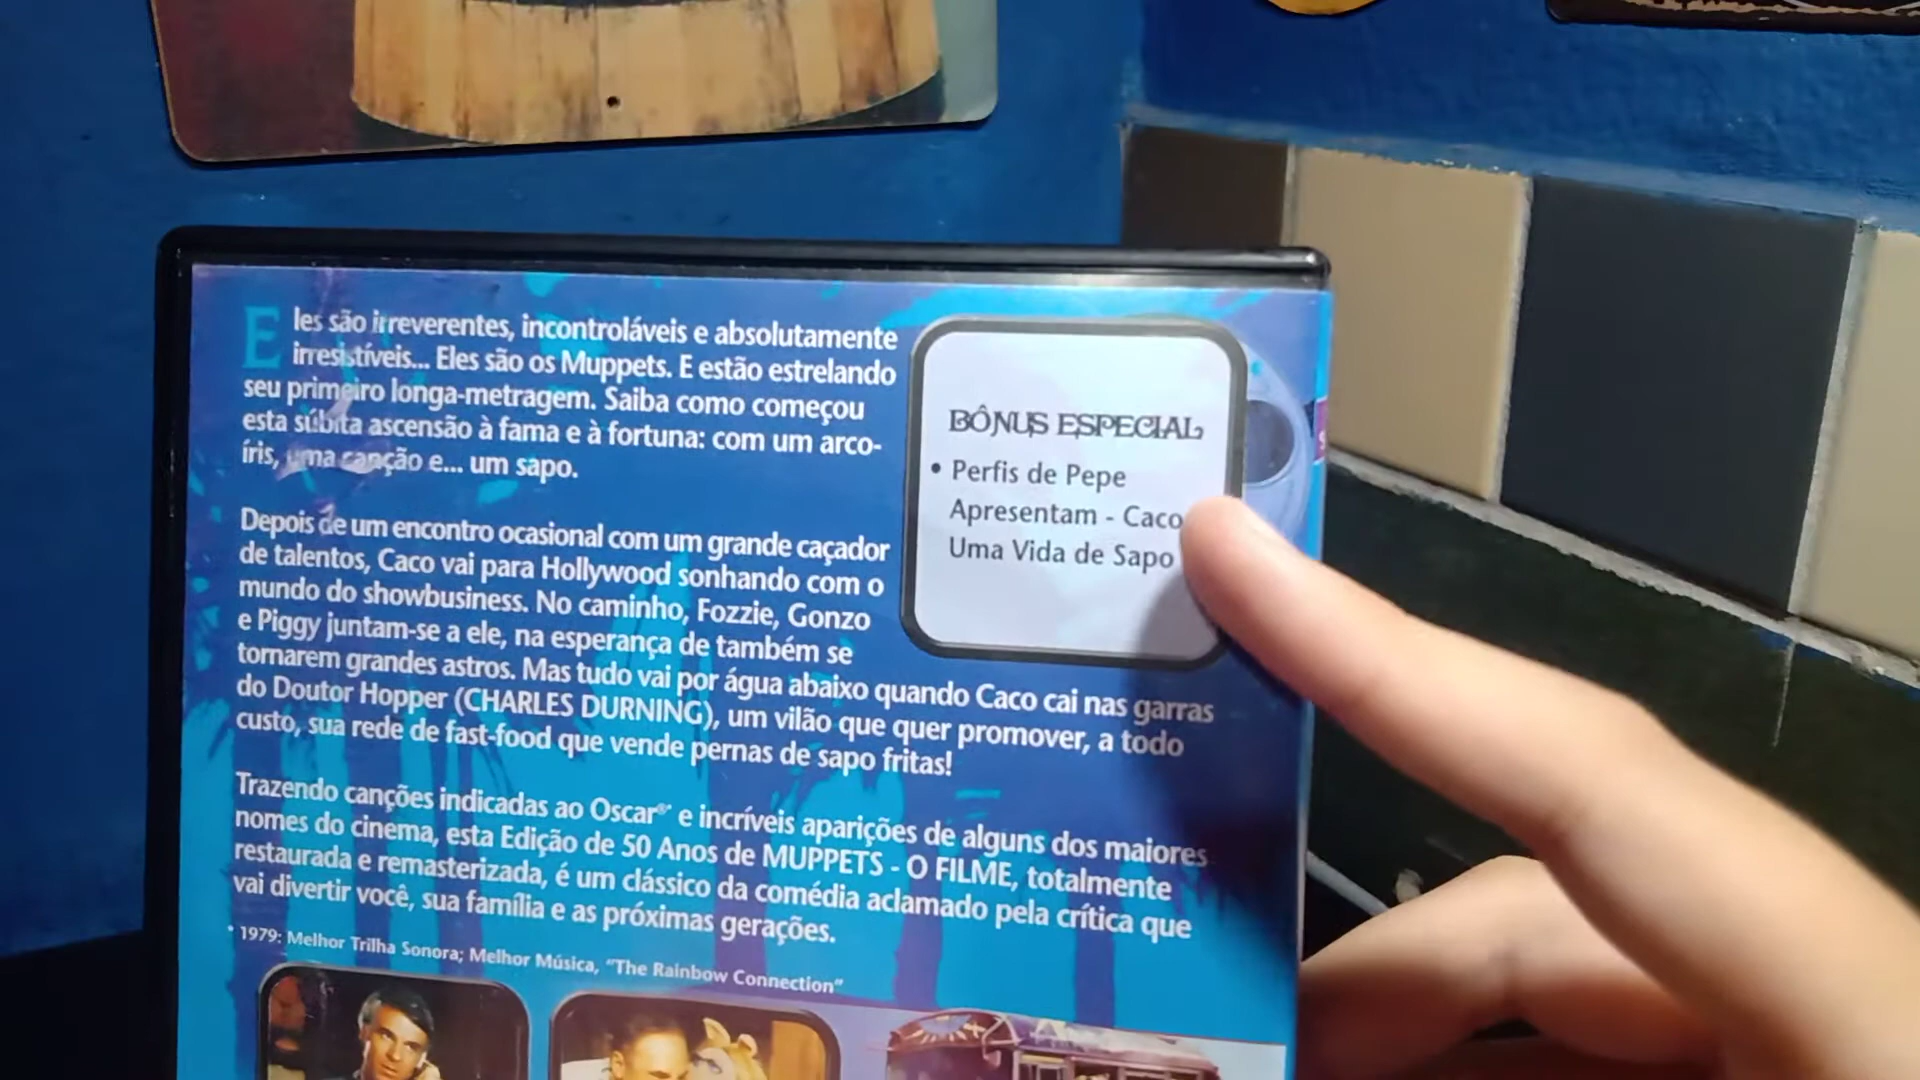 Eles são irreverentes, incontroláveis e absolutamente
irresistíveis... Eles são os Muppets. E estão estrelando
seu primeiro longa-metragem. Saiba como começou
esta súbita ascensão à fama e à fortuna: com um arco-
íris, uma canção e... um sapo.
Depois de um encontro ocasional com um grande caçador
de talentos, Caco vai para Hollywood sonhando com o
mundo do showbusiness. No caminho, Fozzie, Gonzo
e Piggy juntam-se a ele, na esperança de também se
tornarem grandes astros. Mas tudo vai por água abaixo quando Caco cai nas garras
do Doutor Hopper (CHARLES DURNING), um vilão que quer promover, a todo
custo, sua rede de fast-food que vende pernas de sapo fritas!
Trazendo canções indicadas ao Oscar®* e incríveis aparições de alguns dos maiores
nomes do cinema, esta Edição de 50 Anos de MUPPETS - O FILME, totalmente
restaurada e remasterizada, é um clássico da comédia aclamado pela crítica que
vai divertir você, sua família e as próximas gerações.
* 1979: Melhor Trilha Sonora; Melhor Música, "The Rainbow Connection"
BÔNUS ESPECIAL
• Perfis de Pepe
Apresentam - Caco
Uma Vida de Sapo